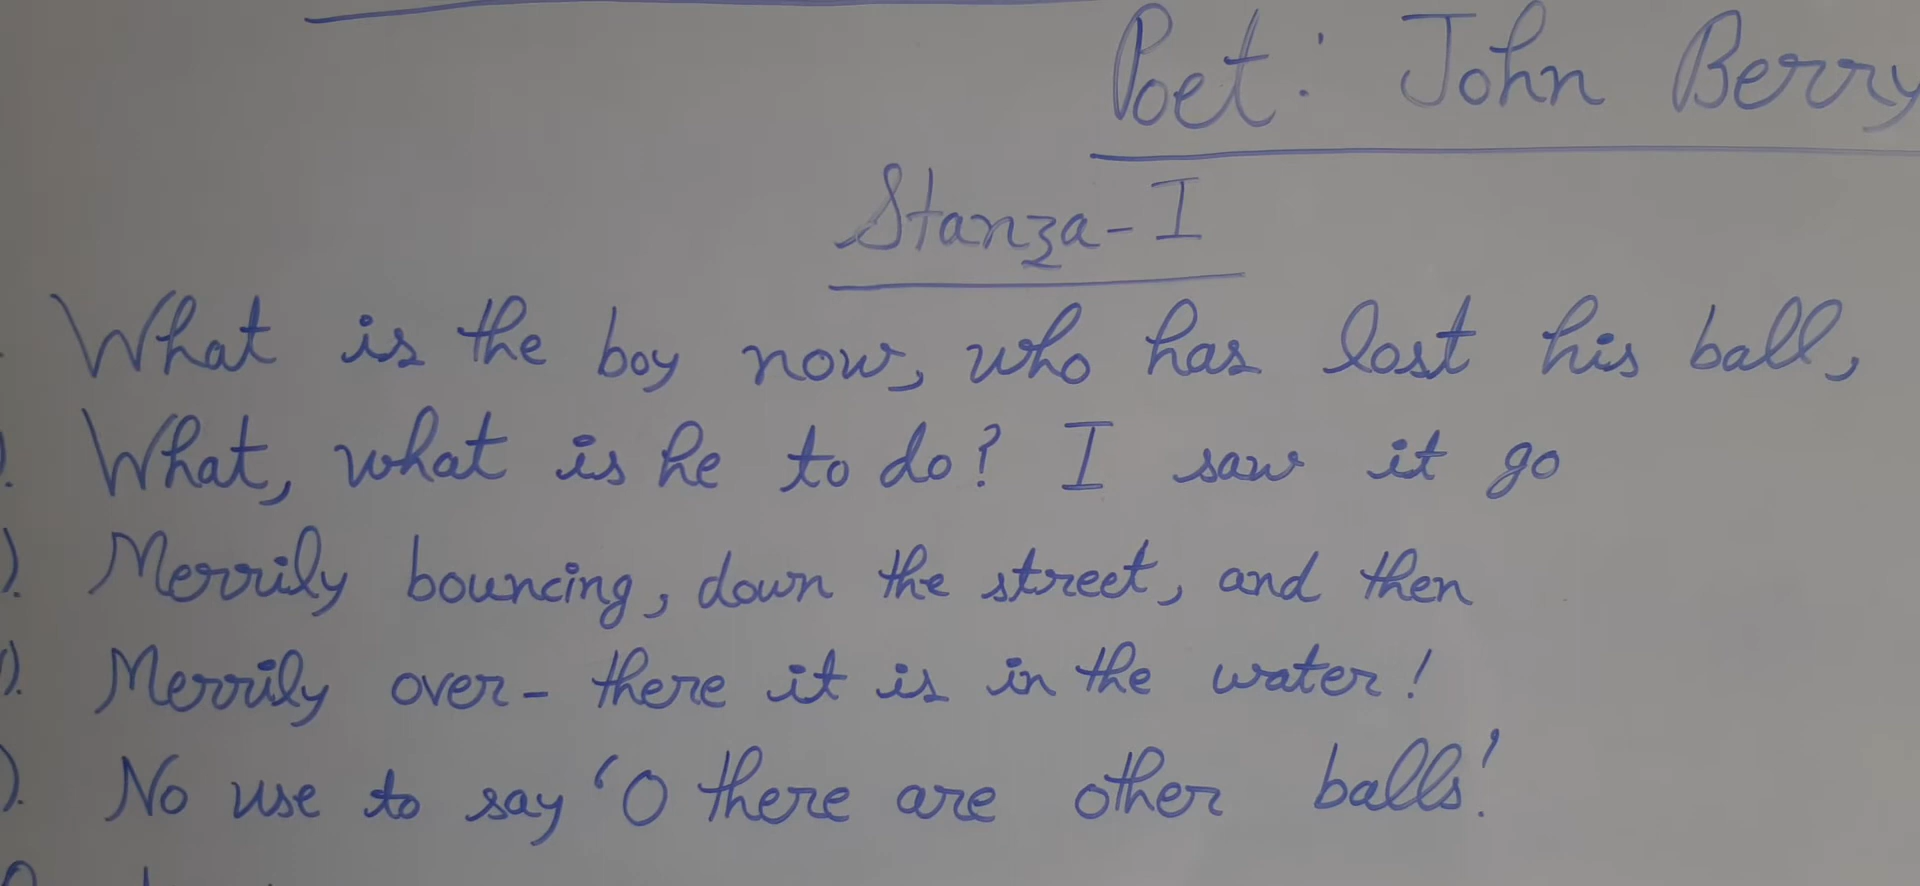 Poet: John Berry
Stanza-I
What is the boy now, who has lost his ball,
What, what is he to do? I saw it go
Merrily bouncing, down the street, and then
Merrily over- there it is in the water!
No use to say 'O there are other balls'.